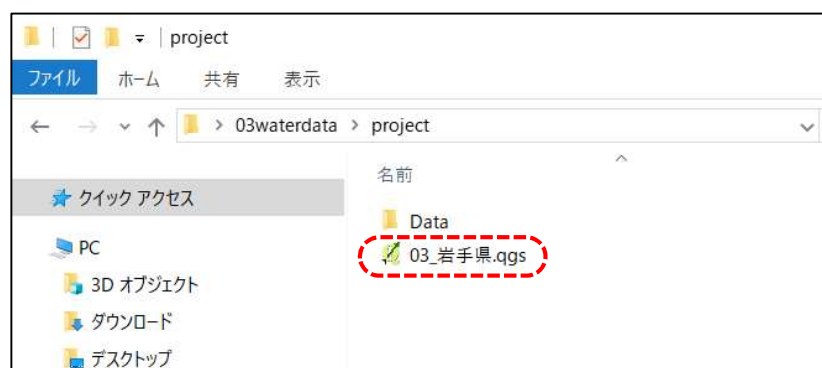 project
ファイル ホーム 共有 表示
03waterdata > project
名前
クイック アクセス
Data
PC
03_岩手県.qgs
3D オブジェクト
ダウンロード
デスクトップ